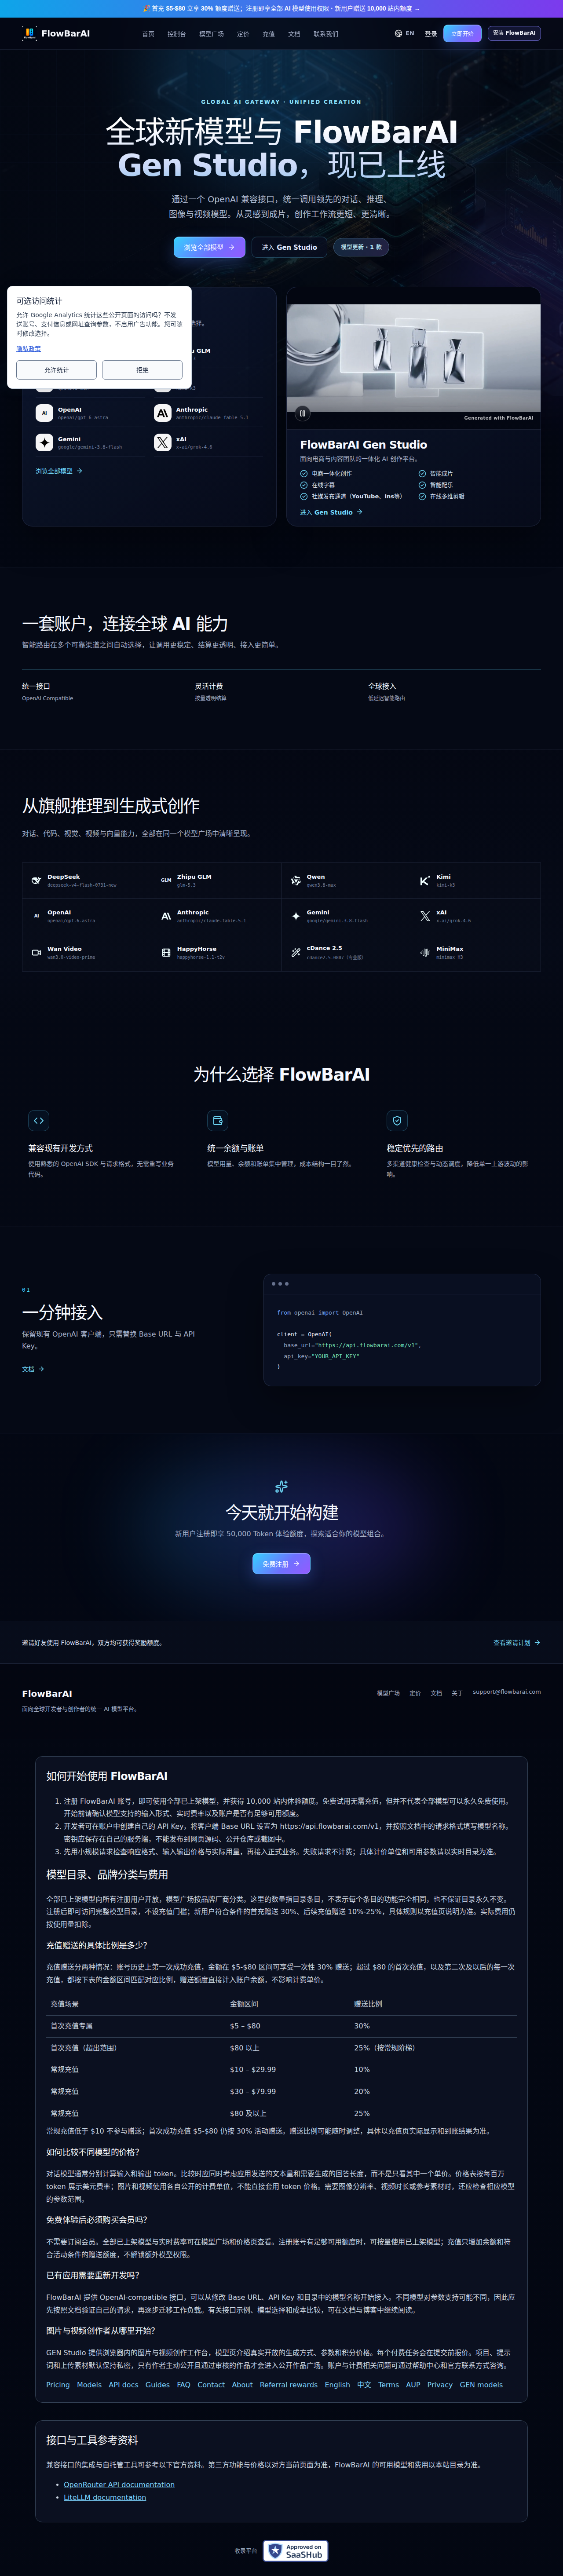 🎉 首充 $5-$80 立享 30% 额度赠送；注册即享全部 AI 模型使用权限 · 新用户赠送 10,000 站内额度 →
FlowBarAI
首页 控制台 模型广场 定价 充值 文档 联系我们
EN 登录 立即开始 安装 FlowBarAI
GLOBAL AI GATEWAY · UNIFIED CREATION
全球新模型与 FlowBarAI
Gen Studio，现已上线
通过一个 OpenAI 兼容接口，统一调用领先的对话、推理、
图像与视频模型。从灵感到成片，创作工作流更短、更清晰。
浏览全部模型 →
进入 Gen Studio
模型更新 · 1 款
可选访问统计
允许 Google Analytics 统计这些公开页面的访问吗？不发
送账号、支付信息或网址查询参数，不启用广告功能。您可随
时修改选择。
隐私政策
允许统计 拒绝
OpenAI
openai/gpt-6-astra
Anthropic
anthropic/claude-fable-5.1
Gemini
google/gemini-3.8-flash
xAI
x-ai/grok-4.6
浏览全部模型 →
Generated with FlowBarAI
FlowBarAI Gen Studio
面向电商与内容团队的一体化 AI 创作平台。
电商一体化创作 智能成片
在线字幕 智能配乐
社媒发布通道（YouTube、Ins等） 在线多维剪辑
进入 Gen Studio →
一套账户，连接全球 AI 能力
智能路由在多个可靠渠道之间自动选择，让调用更稳定、结算更透明、接入更简单。
统一接口 灵活计费 全球接入
OpenAI Compatible 按量透明结算 低延迟智能路由
从旗舰推理到生成式创作
对话、代码、视觉、视频与向量能力，全部在同一个模型广场中清晰呈现。
DeepSeek
deepseek-v4-flash-0731-new
GLM
Zhipu GLM
glm-5.3
Qwen
qwen3.8-max
Kimi
kimi-k3
AI
OpenAI
openai/gpt-6-astra
Anthropic
anthropic/claude-fable-5.1
Gemini
google/gemini-3.8-flash
xAI
x-ai/grok-4.6
Wan Video
wan3.0-video-prime
HappyHorse
happyhorse-1.1-t2v
cDance 2.5
cdance2.5-0807（专业版）
MiniMax
minimax H3
为什么选择 FlowBarAI
兼容现有开发方式
使用熟悉的 OpenAI SDK 与请求格式，无需重写业务
代码。
统一余额与账单
模型用量、余额和账单集中管理，成本结构一目了然。
稳定优先的路由
多渠道健康检查与动态调度，降低单一上游波动的影
响。
01
一分钟接入
保留现有 OpenAI 客户端，只需替换 Base URL 与 API
Key。
文档 →
from openai import OpenAI
client = OpenAI(
base_url="https://api.flowbarai.com/v1",
api_key="YOUR_API_KEY"
)
今天就开始构建
新用户注册即享 50,000 Token 体验额度，探索适合你的模型组合。
免费注册 →
邀请好友使用 FlowBarAI，双方均可获得奖励额度。
查看邀请计划 →
FlowBarAI
模型广场 定价 文档 关于 support@flowbarai.com
面向全球开发者与创作者的统一 AI 模型平台。
如何开始使用 FlowBarAI
1. 注册 FlowBarAI 账号，即可使用全部已上架模型，并获得 10,000 站内体验额度。免费试用无需充值，但并不代表全部模型可以永久免费使用。
开始前请确认模型支持的输入形式、实时费率以及账户是否有足够可用额度。
2. 开发者可在账户中创建自己的 API Key，将客户端 Base URL 设置为 https://api.flowbarai.com/v1，并按照文档中的请求格式填写模型名称。
密钥应保存在自己的服务端，不能发布到网页源码、公开仓库或截图中。
3. 先用小规模请求检查响应格式、输入输出价格与实际用量，再接入正式业务。失败请求不计费；具体计价单位和可用参数请以实时目录为准。
模型目录、品牌分类与费用
全部已上架模型向所有注册用户开放，模型广场按品牌厂商分类。这里的数量指目录条目，不表示每个条目的功能完全相同，也不保证目录永久不变。
注册后即可访问完整模型目录，不设充值门槛；新用户符合条件的首充赠送 30%、后续充值赠送 10%-25%，具体规则以充值页说明为准。实际费用仍
按使用量扣除。
充值赠送的具体比例是多少？
充值赠送分两种情况：账号历史上第一次成功充值，金额在 $5-$80 区间可享受一次性 30% 赠送；超过 $80 的首次充值，以及第二次及以后的每一次
充值，都按下表的金额区间匹配对应比例，赠送额度直接计入账户余额，不影响计费单价。
充值场景 金额区间 赠送比例
首次充值专属 $5 – $80 30%
首次充值（超出范围） $80 以上 25%（按常规阶梯）
常规充值 $10 – $29.99 10%
常规充值 $30 – $79.99 20%
常规充值 $80 及以上 25%
常规充值低于 $10 不参与赠送；首次成功充值 $5-$80 仍按 30% 活动赠送。赠送比例可能随时调整，具体以充值页实际显示和到账结果为准。
如何比较不同模型的价格？
对话模型通常分别计算输入和输出 token。比较时应同时考虑应用发送的文本量和需要生成的回答长度，而不是只看其中一个单价。价格表按每百万
token 展示美元费率；图片和视频使用各自公开的计费单位，不能直接套用 token 价格。需要图像分辨率、视频时长或参考素材时，还应检查相应模型
的参数范围。
免费体验后必须购买会员吗？
不需要订阅会员。全部已上架模型与实时费率可在模型广场和价格页查看。注册账号有足够可用额度时，可按量使用已上架模型；充值只增加余额和符
合活动条件的赠送额度，不解锁额外模型权限。
已有应用需要重新开发吗？
FlowBarAI 提供 OpenAI-compatible 接口，可以从修改 Base URL、API Key 和目录中的模型名称开始接入。不同模型对参数支持可能不同，因此应
先按照文档验证自己的请求，再逐步迁移工作负载。有关接口示例、模型选择和成本比较，可在文档与博客中继续阅读。
图片与视频创作者从哪里开始？
GEN Studio 提供浏览器内的图片与视频创作工作台，模型页介绍真实开放的生成方式、参数和积分价格。每个付费任务会在提交前报价。项目、提示
词和上传素材默认保持私密，只有作者主动公开且通过审核的作品才会进入公开作品广场。账户与计费相关问题可通过帮助中心和官方联系方式咨询。
Pricing Models API docs Guides FAQ Contact About Referral rewards English 中文 Terms AUP Privacy GEN models
接口与工具参考资料
兼容接口的集成与自托管工具可参考以下官方资料。第三方功能与价格以对方当前页面为准，FlowBarAI 的可用模型和费用以本站目录为准。
OpenRouter API documentation
LiteLLM documentation
收录平台
Approved on
SaaSHub